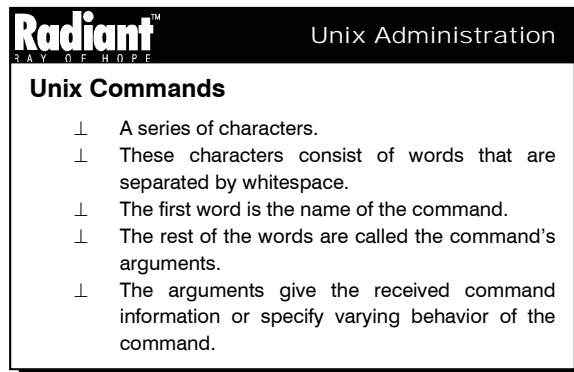 Radiant™
RAY OF HOPE
Unix Administration
Unix Commands
⊥ A series of characters.
⊥ These characters consist of words that are
separated by whitespace.
⊥ The first word is the name of the command.
⊥ The rest of the words are called the command’s
arguments.
⊥ The arguments give the received command
information or specify varying behavior of the
command.